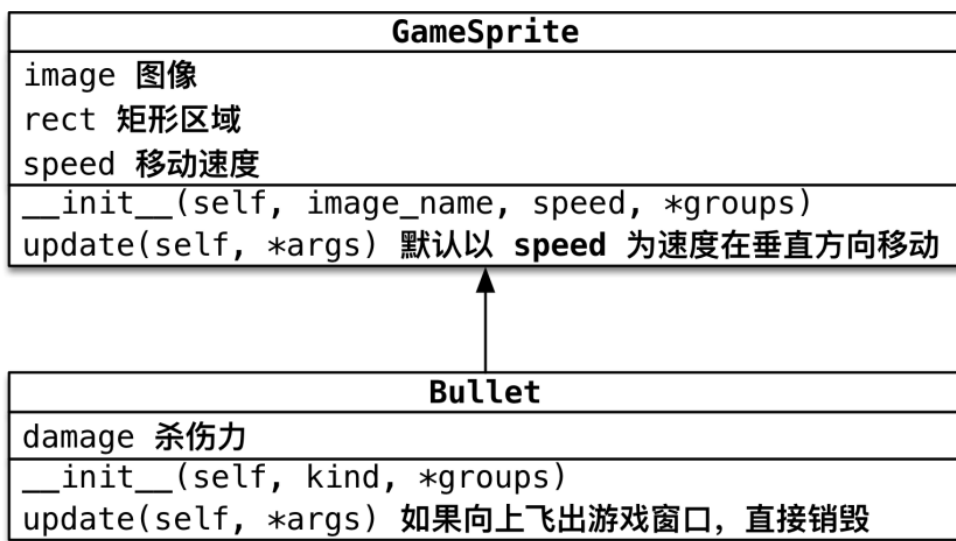 GameSprite
image 图像
rect 矩形区域
speed 移动速度
__init__(self, image_name, speed, *groups)
update(self, *args) 默认以 speed 为速度在垂直方向移动
Bullet
damage 杀伤力
__init__(self, kind, *groups)
update(self, *args) 如果向上飞出游戏窗口，直接销毁